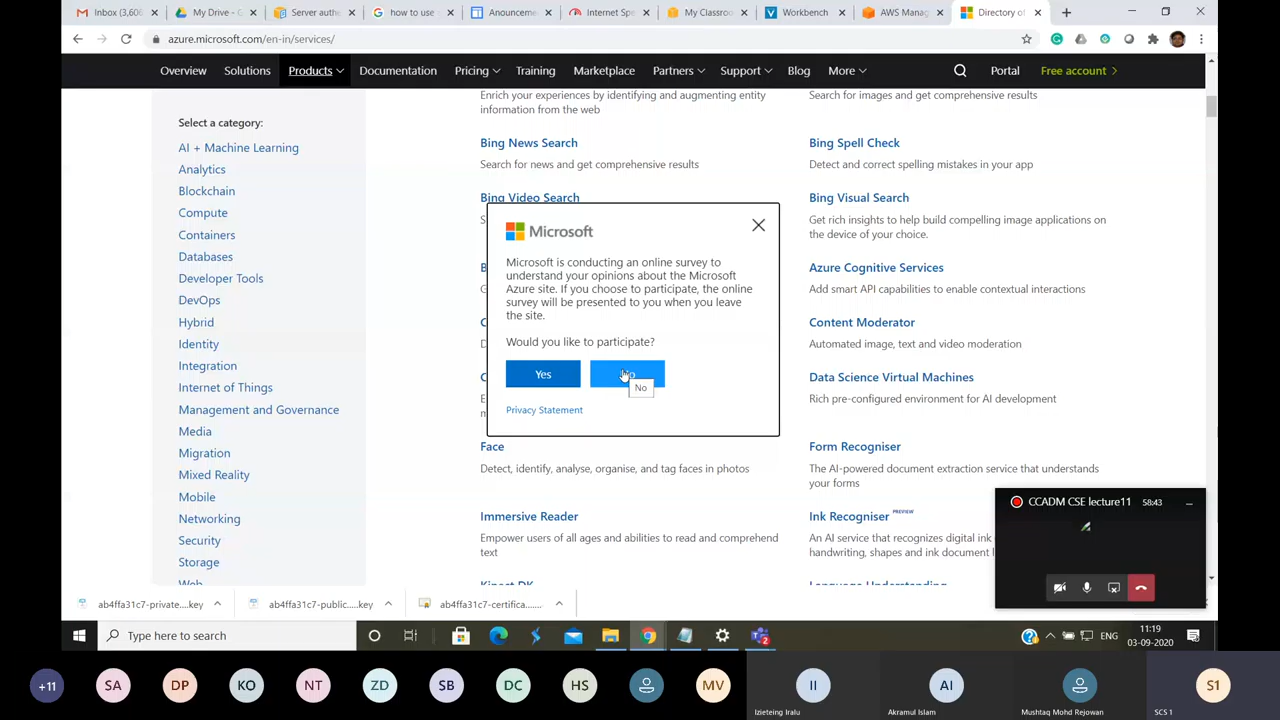 Inbox (3,606
My Drive - G
Server authe
how to use
Anouncement
Internet Spe
My Classroo
Workbench
AWS Manag
Directory of
azure.microsoft.com/en-in/services/
Overview
Solutions
Products
Documentation
Pricing
Training
Marketplace
Partners
Support
Blog
More
Portal
Free account
Select a category:
AI + Machine Learning
Analytics
Blockchain
Compute
Containers
Databases
Developer Tools
DevOps
Hybrid
Identity
Integration
Internet of Things
Management and Governance
Media
Migration
Mixed Reality
Mobile
Networking
Security
Storage
Web
Enrich your experiences by identifying and augmenting entity
information from the web
Search for images and get comprehensive results
Bing News Search
Search for news and get comprehensive results
Bing Spell Check
Detect and correct spelling mistakes in your app
Bing Video Search
Bing Visual Search
Get rich insights to help build compelling image applications on
the device of your choice.
Azure Cognitive Services
Add smart API capabilities to enable contextual interactions
Content Moderator
Automated image, text and video moderation
Data Science Virtual Machines
Rich pre-configured environment for AI development
Face
Detect, identify, analyse, organise, and tag faces in photos
Form Recogniser
The AI-powered document extraction service that understands
your forms
Immersive Reader
Empower users of all ages and abilities to read and comprehend
text
Ink Recogniser PREVIEW
An AI service that recognizes digital ink
handwriting, shapes and ink document
Kinect DK
Language Understanding
Microsoft
Microsoft is conducting an online survey to
understand your opinions about the Microsoft
Azure site. If you choose to participate, the online
survey will be presented to you when you leave
the site.
Would you like to participate?
Yes
No
Privacy Statement
CCADM CSE lecture11 58:43
ab4ffa31c7-private....key
ab4ffa31c7-public....key
ab4ffa31c7-certifica......
Type here to search
ENG
11:19
03-09-2020
+11
SA
DP
KO
NT
ZD
SB
DC
HS
MV
II
AI
S1
Izieteing Iralu
Akramul Islam
Mushtaq Mohd Rejowan
SCS 1